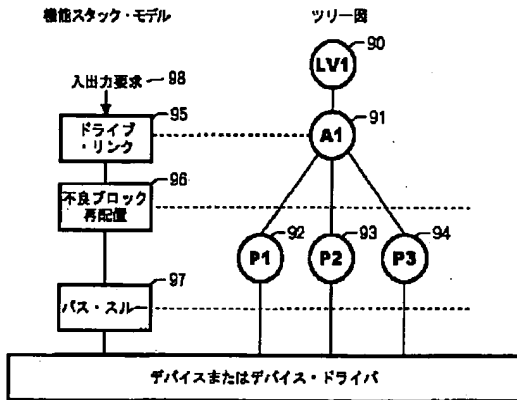 機能スタック・モデル
ツリー図
90
LV1
入出力要求
98
95
91
ドライブ
・リンク
A1
96
不良ブロック
再配置
92
93
94
P1
P2
P3
97
パス・スルー
デバイスまたはデバイス・ドライバ